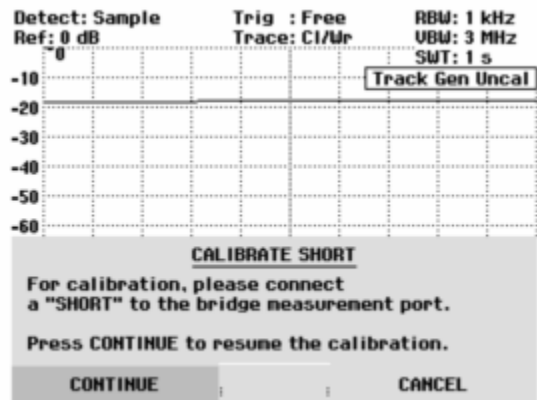 Detect: Sample Trig : Free RBW: 1 kHz
Ref: 0 dB Trace: Cl/Wr VBW: 3 MHz
SWT: 1 s
0
Track Gen Uncal
-10
-20
-30
-40
-50
-60
CALIBRATE SHORT
For calibration, please connect
a "SHORT" to the bridge measurement port.
Press CONTINUE to resume the calibration.
CONTINUE CANCEL